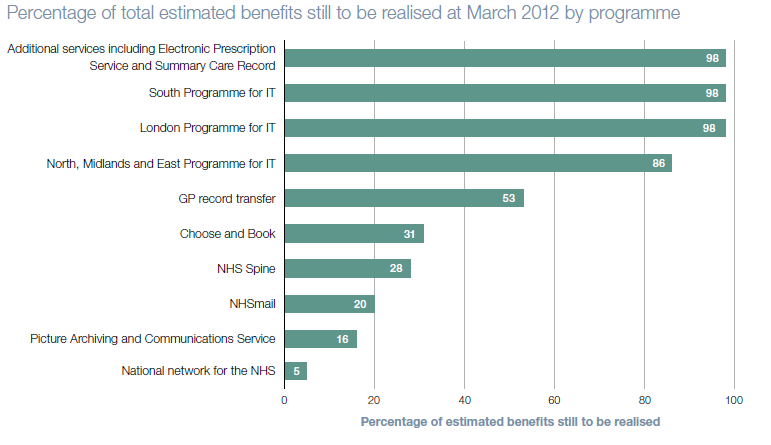 Percentage of total estimated benefits still to be realised at March 2012 by programme
Additional services including Electronic Prescription
Service and Summary Care Record
98
South Programme for IT
98
London Programme for IT
98
North, Midlands and East Programme for IT
86
GP record transfer
53
Choose and Book
31
NHS Spine
28
NHSmail
20
Picture Archiving and Communications Service
16
National network for the NHS
5
0 20 40 60 80 100
Percentage of estimated benefits still to be realised